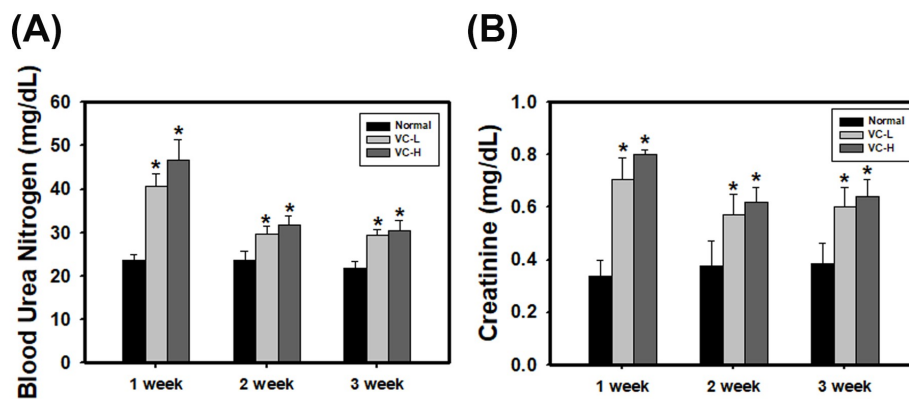 (A)
Blood Urea Nitrogen (mg/dL)
60
50
40
30
20
10
0
Normal
VC-L
VC-H
* *
* *
* *
1 week 2 week 3 week
(B)
Creatinine (mg/dL)
1.0
0.8
0.6
0.4
0.2
0.0
Normal
VC-L
VC-H
* *
* *
* *
1 week 2 week 3 week